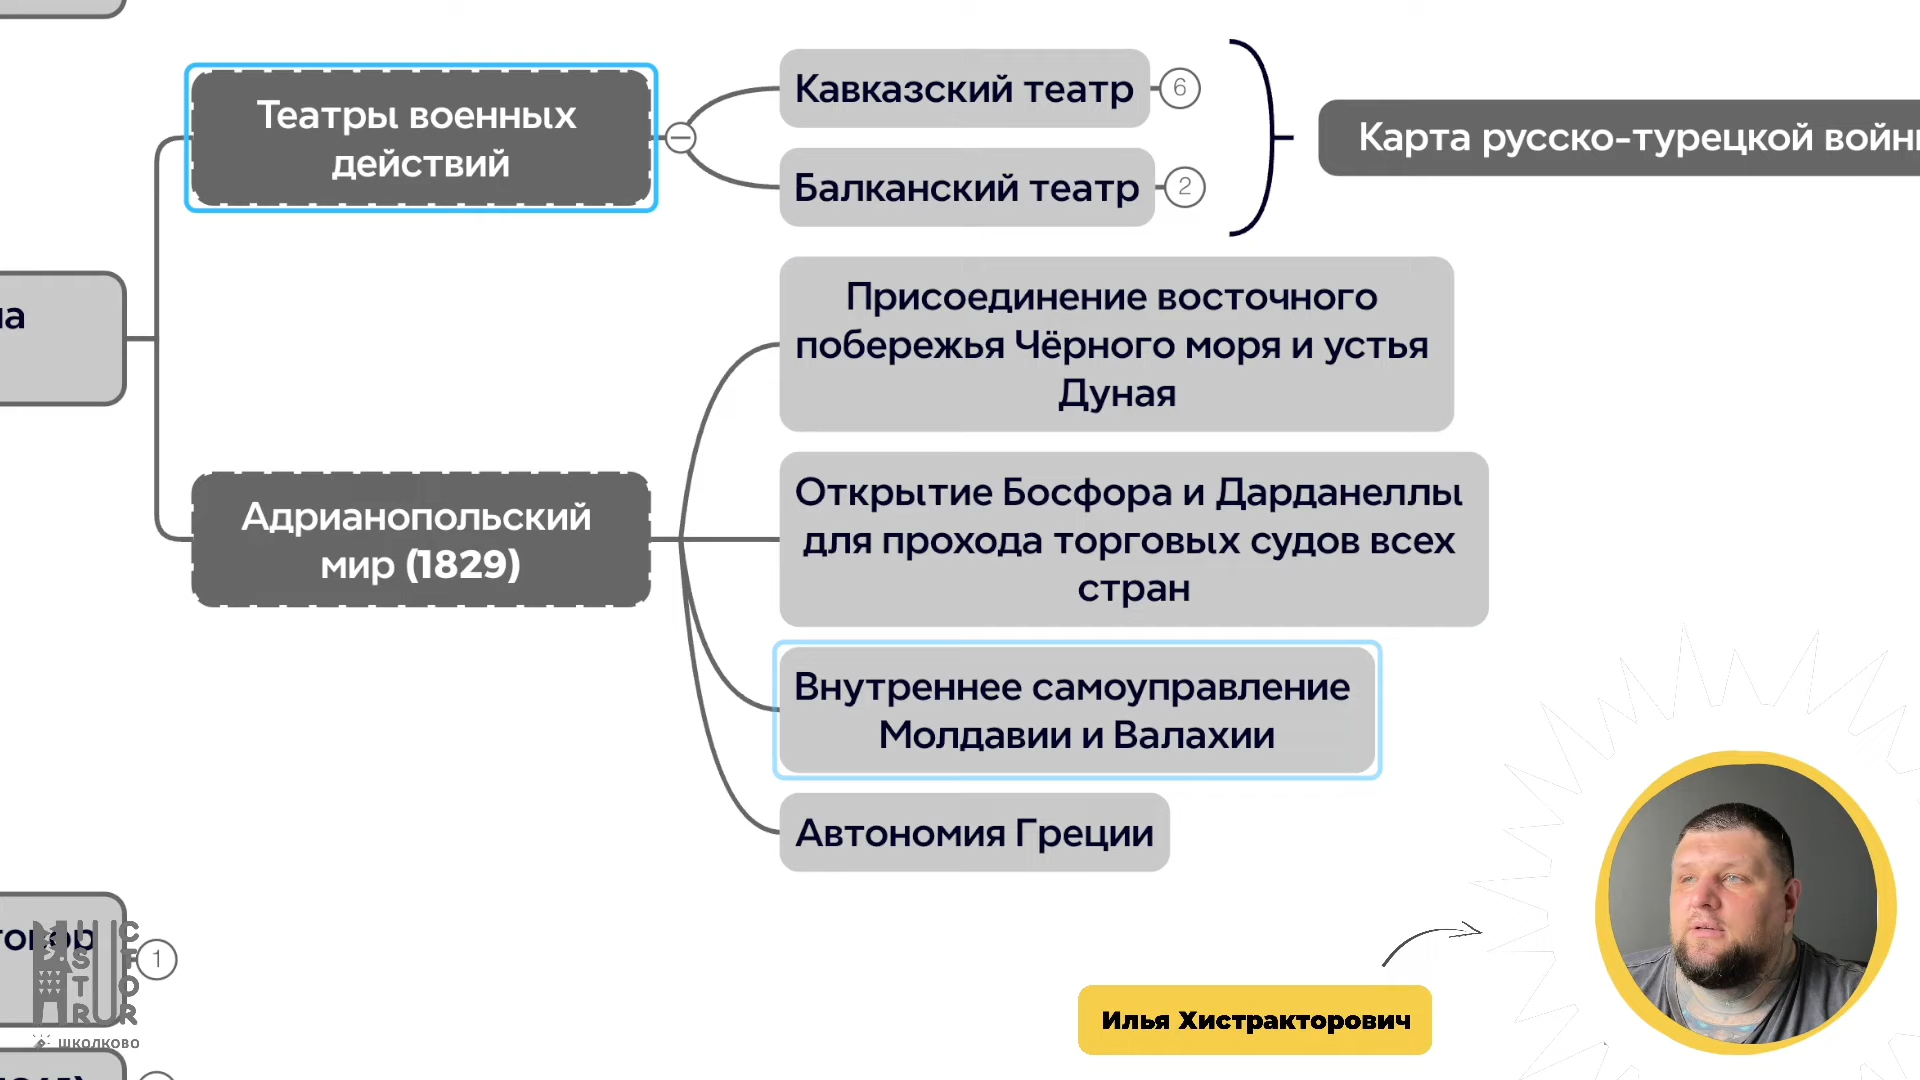 Театры военных
действий
Кавказский театр
6
Балканский театр
2
Карта русско-турецкой
Присоединение восточного
побережья Чёрного моря и устья
Дуная
Адрианопольский
мир (1829)
Открытие Босфора и Дарданеллы
для прохода торговых судов всех
стран
Внутреннее самоуправление
Молдавии и Валахии
Автономия Греции
1
ШКОЛКОВО
Илья Хистракторович